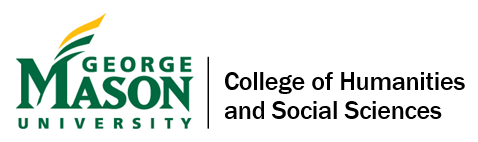 GEORGE
MASON
UNIVERSITY
College of Humanities
and Social Sciences